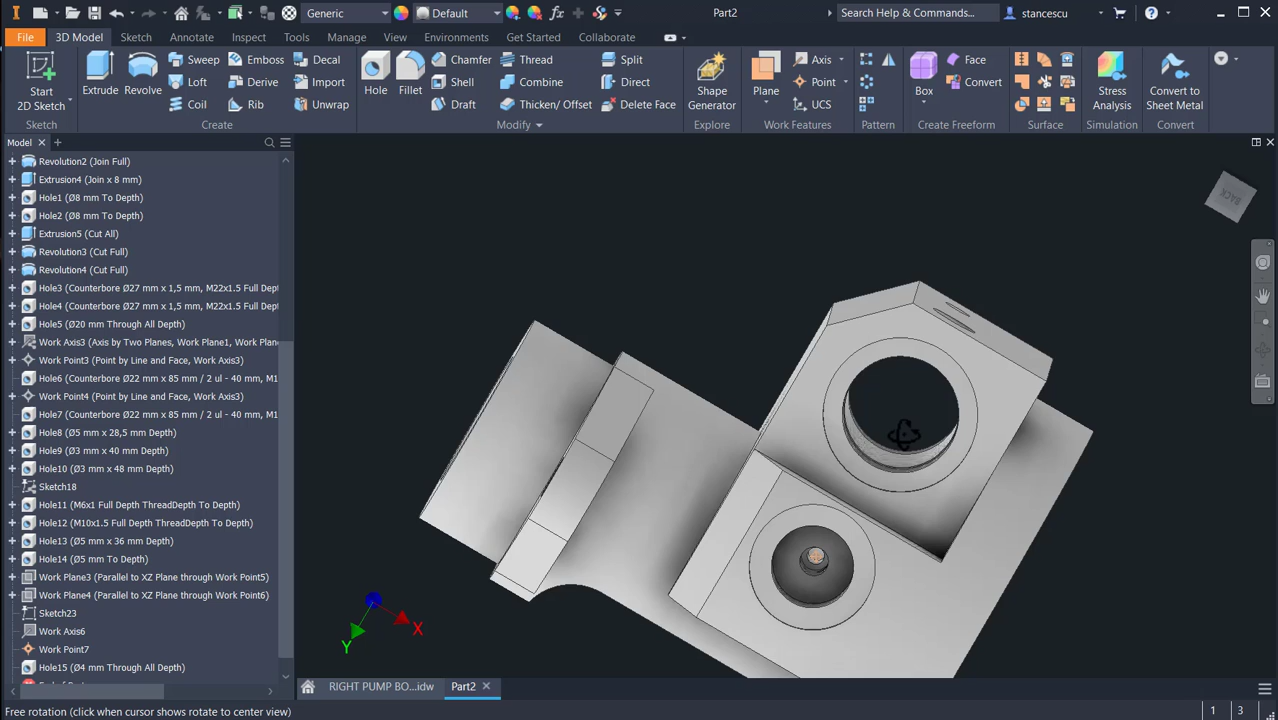 Generic
Default
Part2
Search Help & Commands...
stancescu
File
3D Model
Sketch
Annotate
Inspect
Tools
Manage
View
Environments
Get Started
Collaborate
Start
2D Sketch
Extrude
Revolve
Sweep
Loft
Coil
Emboss
Derive
Rib
Decal
Import
Unwrap
Hole
Fillet
Chamfer
Shell
Draft
Thread
Combine
Thicken/ Offset
Split
Direct
Delete Face
Shape
Generator
Plane
Axis
Point
UCS
Box
Face
Convert
Stress
Analysis
Convert to
Sheet Metal
Sketch
Create
Modify
Explore
Work Features
Pattern
Create Freeform
Surface
Simulation
Convert
Model
Revolution2 (Join Full)
Extrusion4 (Join x 8 mm)
Hole1 (Ø8 mm To Depth)
Hole2 (Ø8 mm To Depth)
Extrusion5 (Cut All)
Revolution3 (Cut Full)
Revolution4 (Cut Full)
Hole3 (Counterbore Ø27 mm x 1,5 mm, M22x1.5 Full Dept
Hole4 (Counterbore Ø27 mm x 1,5 mm, M22x1.5 Full Dept
Hole5 (Ø20 mm Through All Depth)
Work Axis3 (Axis by Two Planes, Work Plane1, Work Plane
Work Point3 (Point by Line and Face, Work Axis3)
Hole6 (Counterbore Ø22 mm x 85 mm / 2 ul - 40 mm, M1
Work Point4 (Point by Line and Face, Work Axis3)
Hole7 (Counterbore Ø22 mm x 85 mm / 2 ul - 40 mm, M1
Hole8 (Ø5 mm x 28,5 mm Depth)
Hole9 (Ø3 mm x 40 mm Depth)
Hole10 (Ø3 mm x 48 mm Depth)
Sketch18
Hole11 (M6x1 Full Depth ThreadDepth To Depth)
Hole12 (M10x1.5 Full Depth ThreadDepth To Depth)
Hole13 (Ø5 mm x 36 mm Depth)
Hole14 (Ø5 mm To Depth)
Work Plane3 (Parallel to XZ Plane through Work Point5)
Work Plane4 (Parallel to XZ Plane through Work Point6)
Sketch23
Work Axis6
Work Point7
Hole15 (Ø4 mm Through All Depth)
BACK
X
Y
RIGHT PUMP BO...idw
Part2
Free rotation (click when cursor shows rotate to center view)
1
3